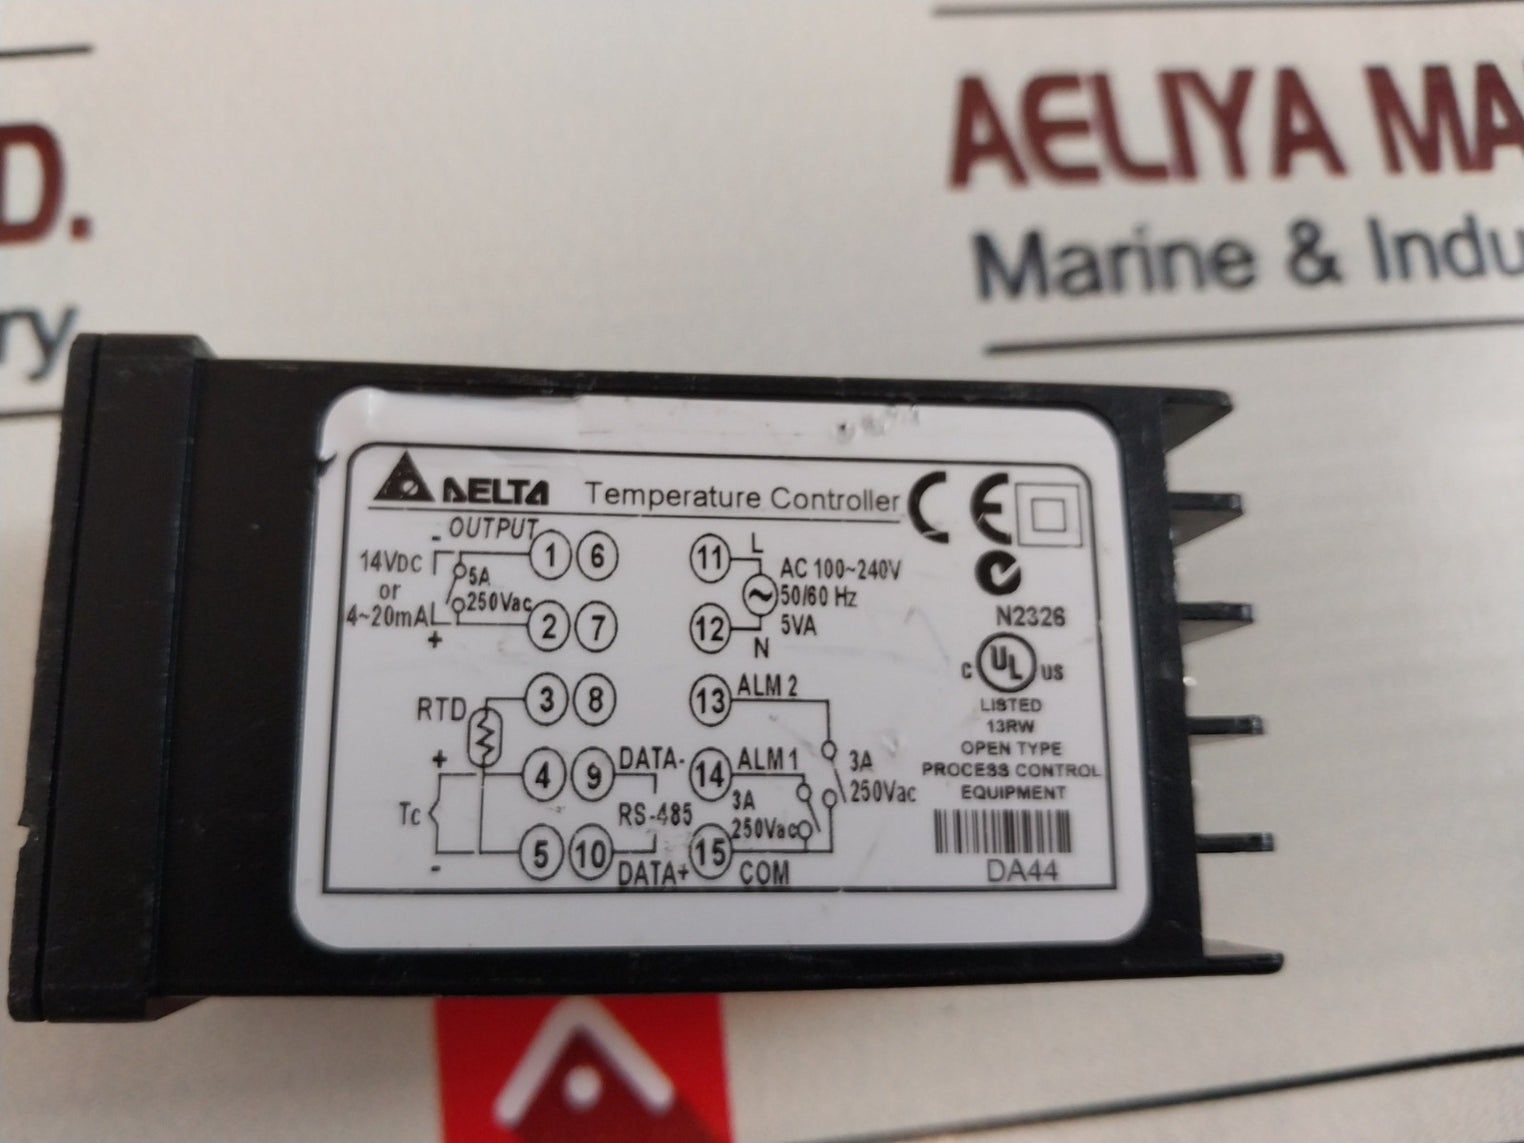 D.
ry
AELIYA MA
Marine & Indu
DELTA Temperature Controller CE
- OUTPUT
14VDC
or
4~20mA
+
5A
250Vac
1 6
2 7
3 8
4 9
5 10
RTD
+
Tc
-
DATA-
RS-485
DATA+
11 L
12 N
AC 100~240V
50/60 Hz
5VA
13 ALM 2
14 ALM 1
15 COM
3A
250Vac
3A
250Vac
N2326
C UL US
LISTED
13RW
OPEN TYPE
PROCESS CONTROL
EQUIPMENT
DA44